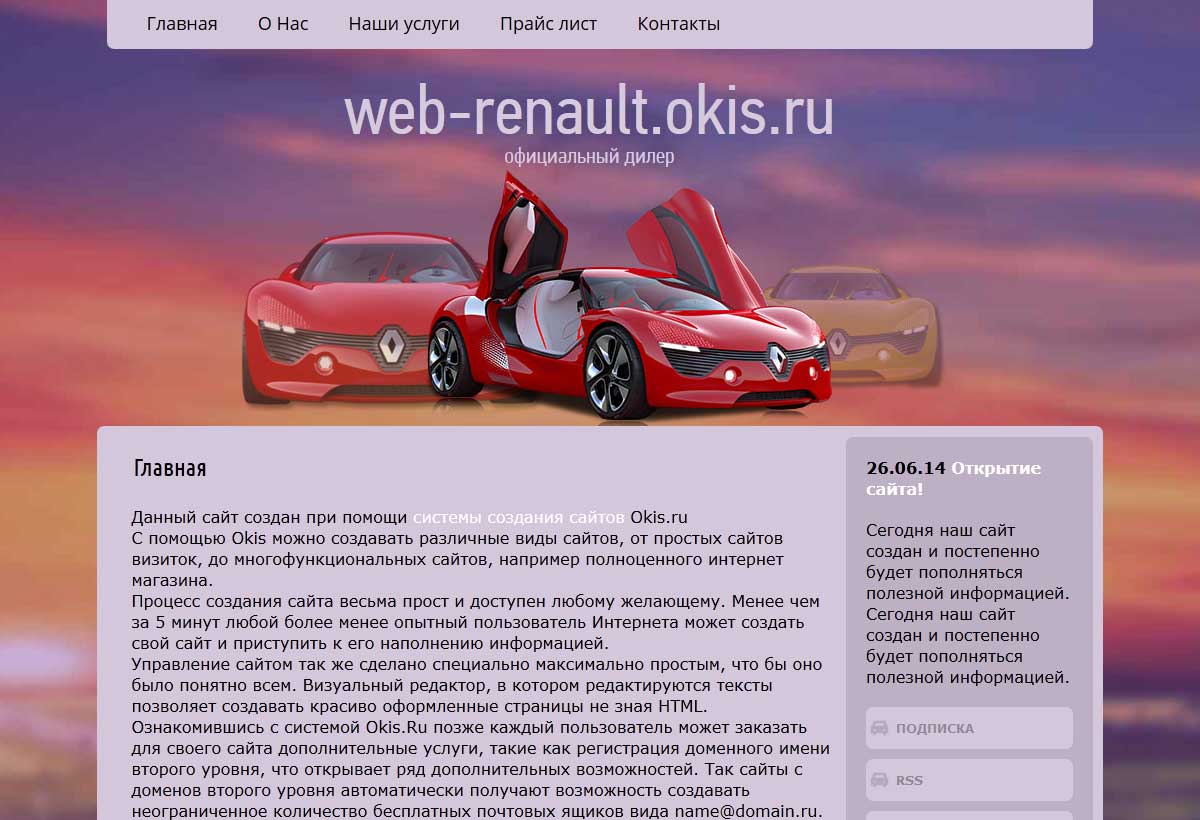 Главная О Нас Наши услуги Прайс лист Контакты
web-renault.okis.ru
официальный дилер
Главная
Данный сайт создан при помощи системы создания сайтов Okis.ru
С помощью Okis можно создавать различные виды сайтов, от простых сайтов
визиток, до многофункциональных сайтов, например полноценного интернет
магазина.
Процесс создания сайта весьма прост и доступен любому желающему. Менее чем
за 5 минут любой более менее опытный пользователь Интернета может создать
свой сайт и приступить к его наполнению информацией.
Управление сайтом так же сделано специально максимально простым, что бы оно
было понятно всем. Визуальный редактор, в котором редактируются тексты
позволяет создавать красиво оформленные страницы не зная HTML.
Ознакомившись с системой Okis.Ru позже каждый пользователь может заказать
для своего сайта дополнительные услуги, такие как регистрация доменного имени
второго уровня, что открывает ряд дополнительных возможностей. Так сайты с
доменов второго уровня автоматически получают возможность создавать
неограниченное количество бесплатных почтовых ящиков вида name@domain.ru.
26.06.14 Открытие
сайта!
Сегодня наш сайт
создан и постепенно
будет пополняться
полезной информацией.
Сегодня наш сайт
создан и постепенно
будет пополняться
полезной информацией.
ПОДПИСКА
RSS